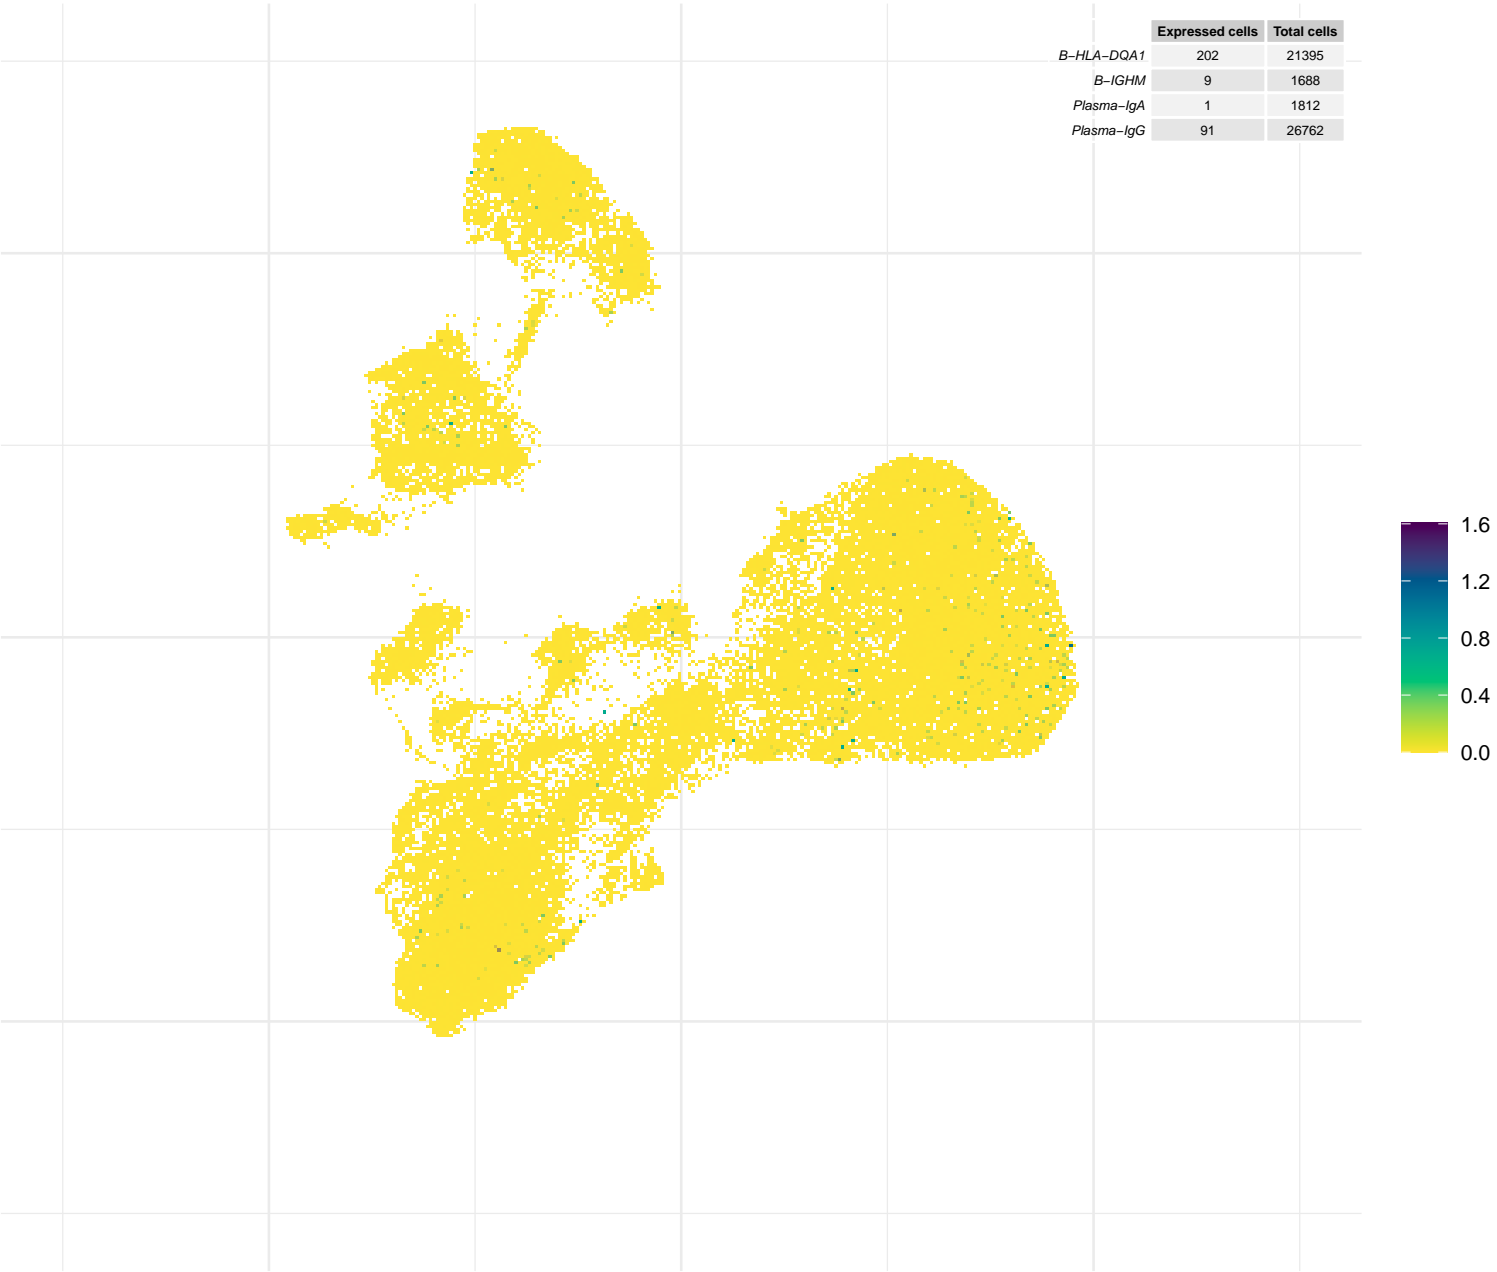 Expressed cells Total cells
B−HLA−DQA1 202 21395
B−IGHM 9 1688
Plasma−IgA 1 1812
Plasma−IgG 91 26762
1.6
1.2
0.8
0.4
0.0